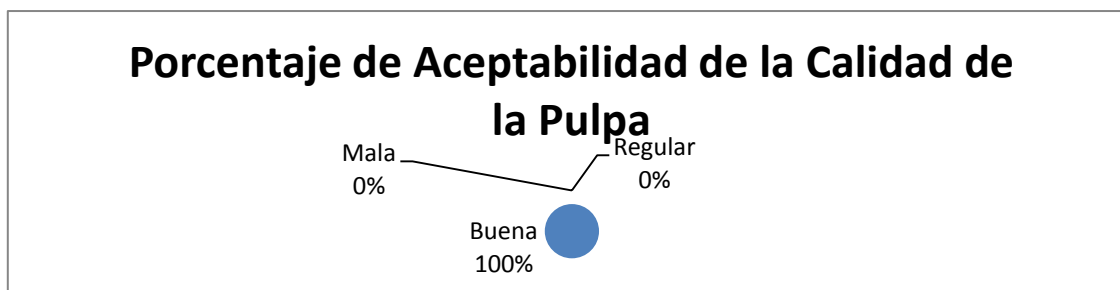 Porcentaje de Aceptabilidad de la Calidad de
la Pulpa
Mala
0%
Regular
0%
Buena
100%